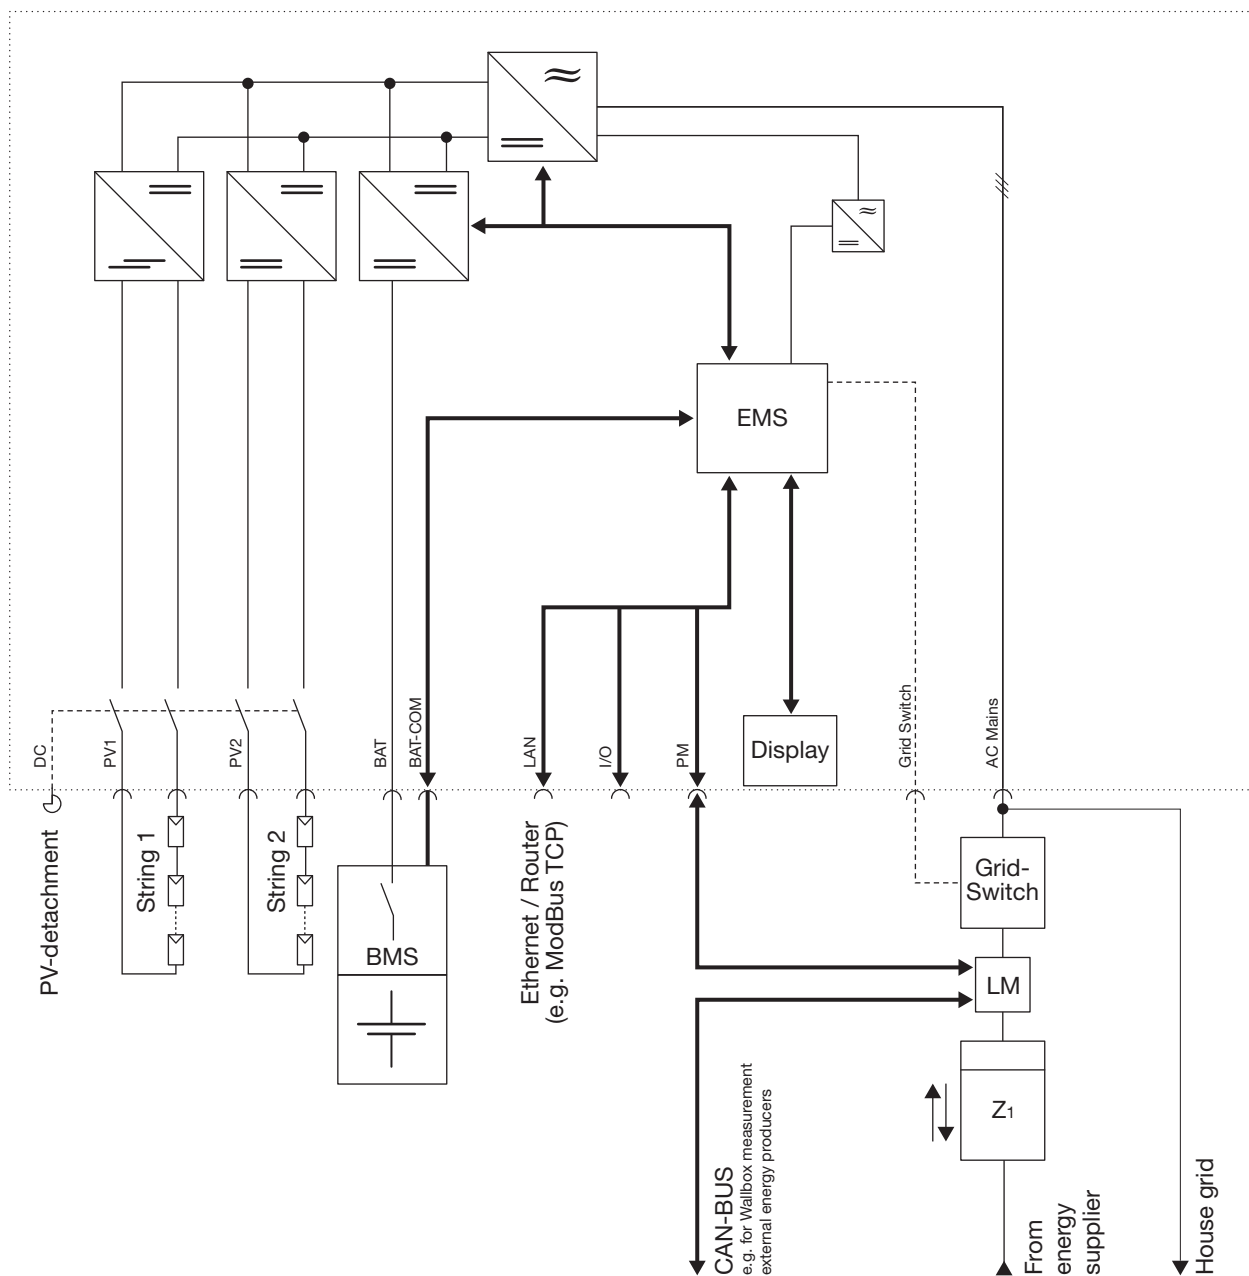 EMS
DC
PV1
PV2
BAT
BAT-COM
LAN
I/O
PM
Display
Grid Switch
AC Mains
PV-detachment
String 1
String 2
BMS
Ethernet / Router
(e.g. ModBus TCP)
Grid-
Switch
LM
Z1
CAN-BUS
e.g. for Wallbox measurement
external energy producers
From
energy
supplier
House grid